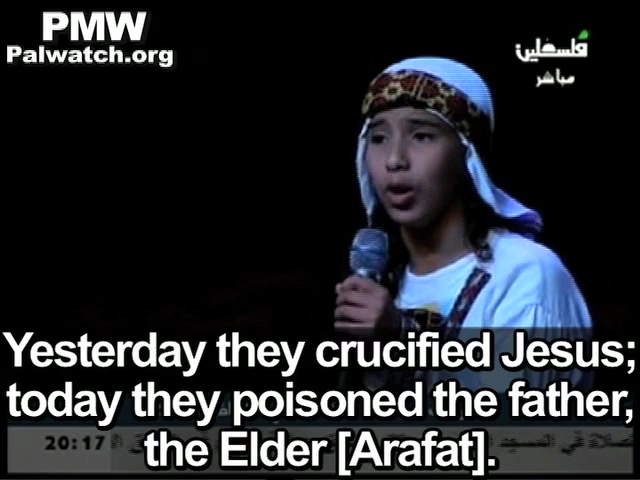 PMW
Palwatch.org
فلسطين
مباشر
Yesterday they crucified Jesus;
today they poisoned the father,
the Elder [Arafat].
20:17